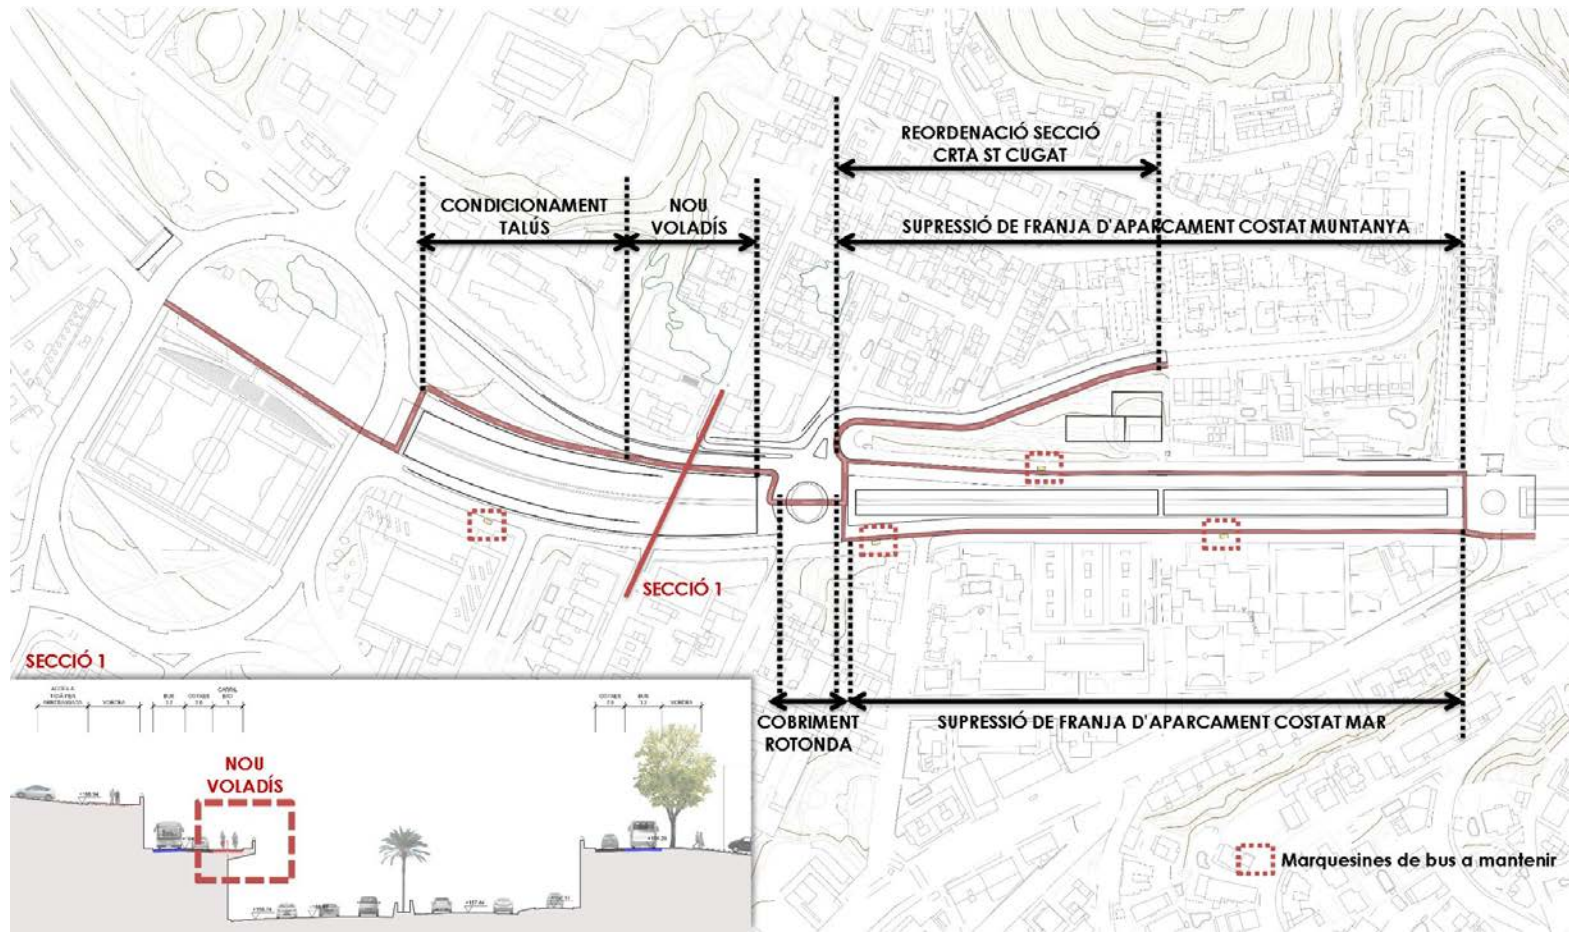 REORDENACIÓ SECCIÓ
CRTA ST CUGAT
CONDICIONAMENT
TALÚS
NOU
VOLADÍS
SUPRESSIÓ DE FRANJA D'APARCAMENT COSTAT MUNTANYA
SECCIÓ 1
SECCIÓ 1
COBRIMENT
ROTONDA
SUPRESSIÓ DE FRANJA D'APARCAMENT COSTAT MAR
NOU
VOLADÍS
Marquesines de bus a mantenir